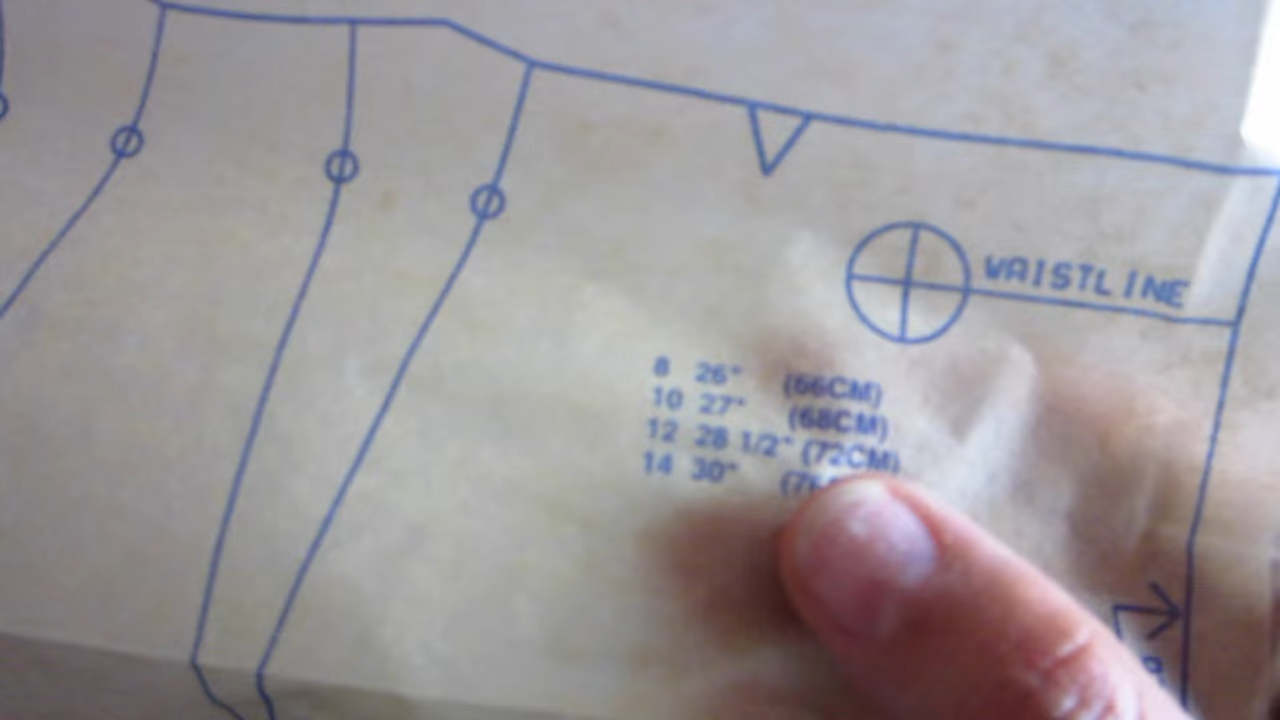 WAISTLINE
8 26" (66CM)
10 27" (68CM)
12 28 1/2" (72CM)
14 30"